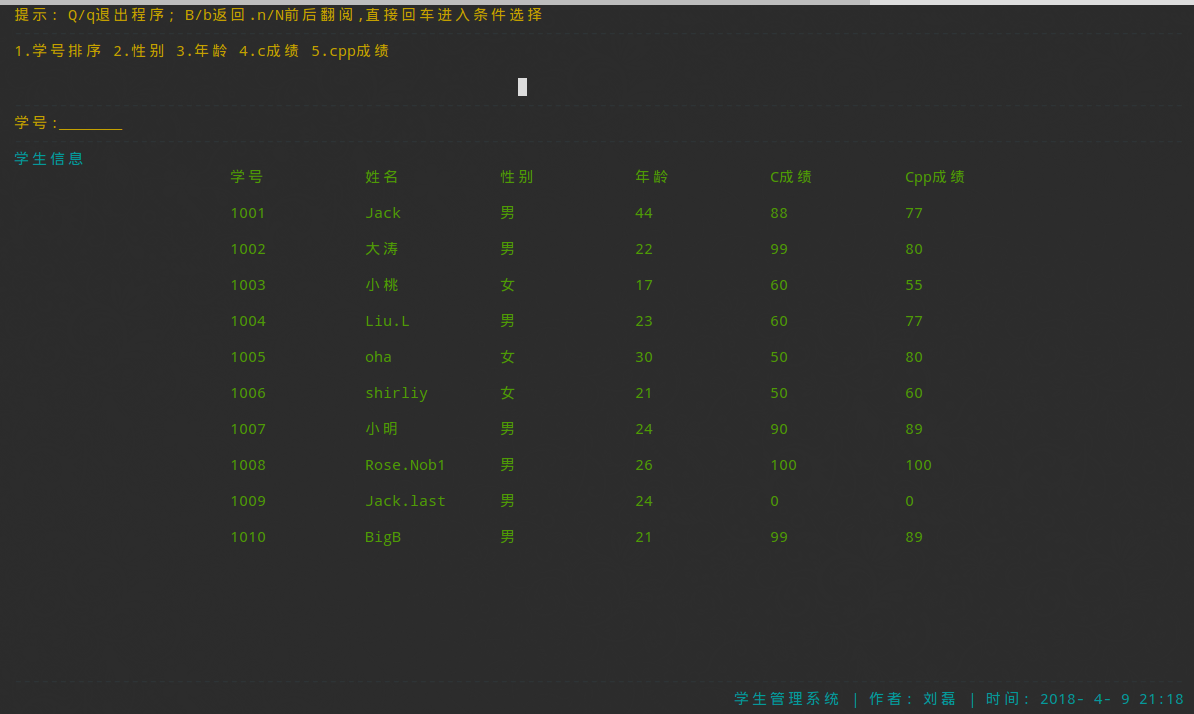 提示: Q/q退出程序; B/b返回.n/N前后翻阅,直接回车进入条件选择
1.学号排序 2.性别 3.年龄 4.c成绩 5.cpp成绩
学号:_______
学生信息
学号 姓名 性别 年龄 C成绩 Cpp成绩
1001 Jack 男 44 88 77
1002 大涛 男 22 99 80
1003 小桃 女 17 60 55
1004 Liu.L 男 23 60 77
1005 oha 女 30 50 80
1006 shirliy 女 21 50 60
1007 小明 男 24 90 89
1008 Rose.Nob1 男 26 100 100
1009 Jack.last 男 24 0 0
1010 BigB 男 21 99 89
学生管理系统 | 作者: 刘磊 | 时间: 2018- 4- 9 21:18